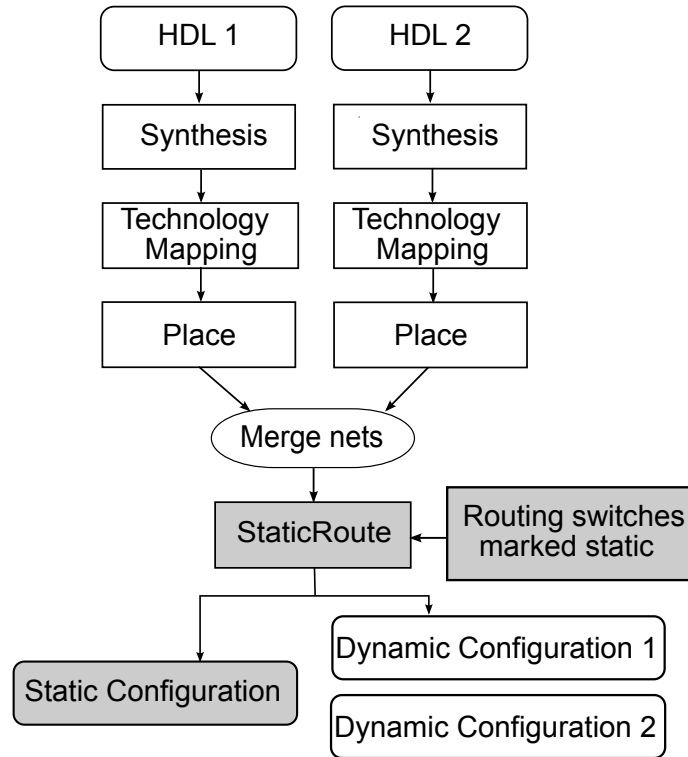 HDL 1
HDL 2
Synthesis
Synthesis
Technology
Mapping
Technology
Mapping
Place
Place
Merge nets
StaticRoute
Routing switches
marked static
Static Configuration
Dynamic Configuration 1
Dynamic Configuration 2